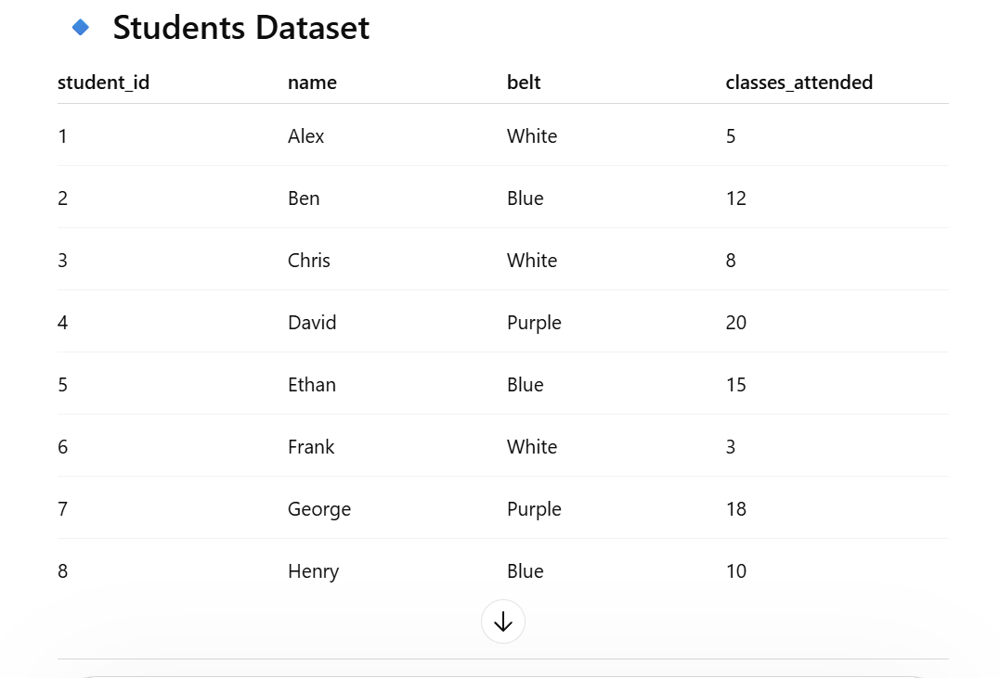 Students Dataset
student_id name belt classes_attended
1 Alex White 5
2 Ben Blue 12
3 Chris White 8
4 David Purple 20
5 Ethan Blue 15
6 Frank White 3
7 George Purple 18
8 Henry Blue 10